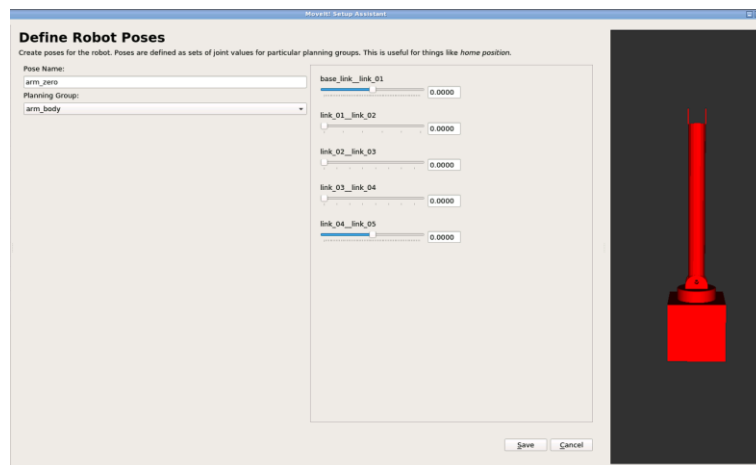 MoveIt! Setup Assistant
Define Robot Poses
Create poses for the robot. Poses are defined as sets of joint values for particular planning groups. This is useful for things like home position.
Pose Name:
arm_zero
Planning Group:
arm_body
base_link__link_01
0.0000
link_01__link_02
0.0000
link_02__link_03
0.0000
link_03__link_04
0.0000
link_04__link_05
0.0000
Save
Cancel